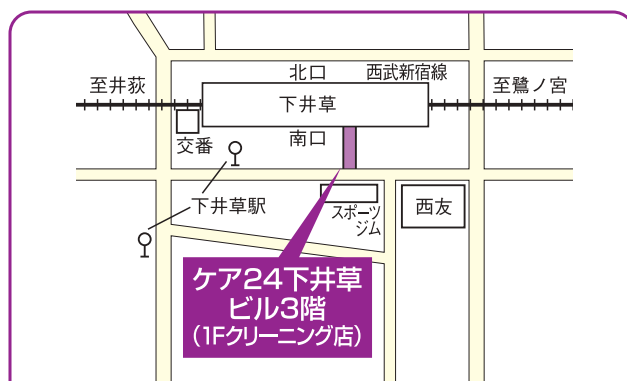 北口
西武新宿線
至井荻
下井草
至鷺ノ宮
交番
南口
下井草駅
スポーツ
ジム
西友
ケア24下井草
ビル3階
(1Fクリーニング店)